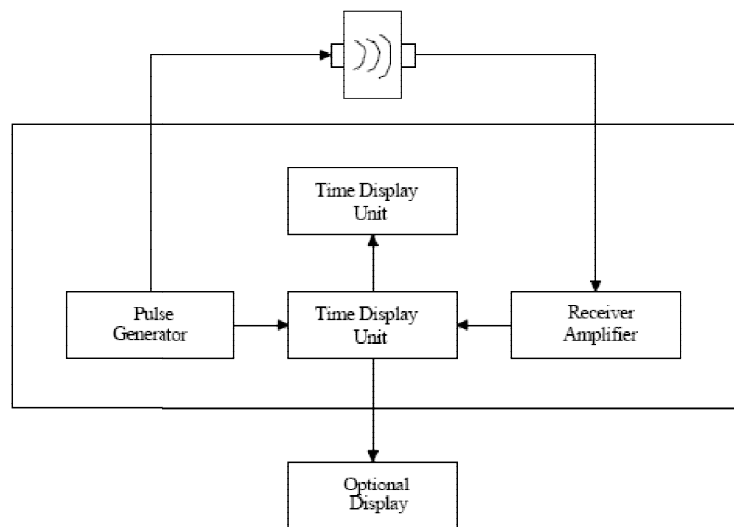 Time Display
Unit
Pulse
Generator
Time Display
Unit
Receiver
Amplifier
Optional
Display